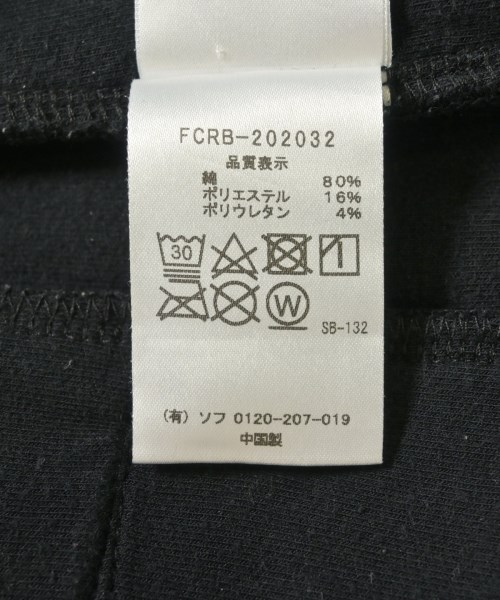 FCRB-202032
品質表示
綿 80%
ポリエステル 16%
ポリウレタン 4%
30
W
SB-132
(有) ソフ 0120-207-019
中国製